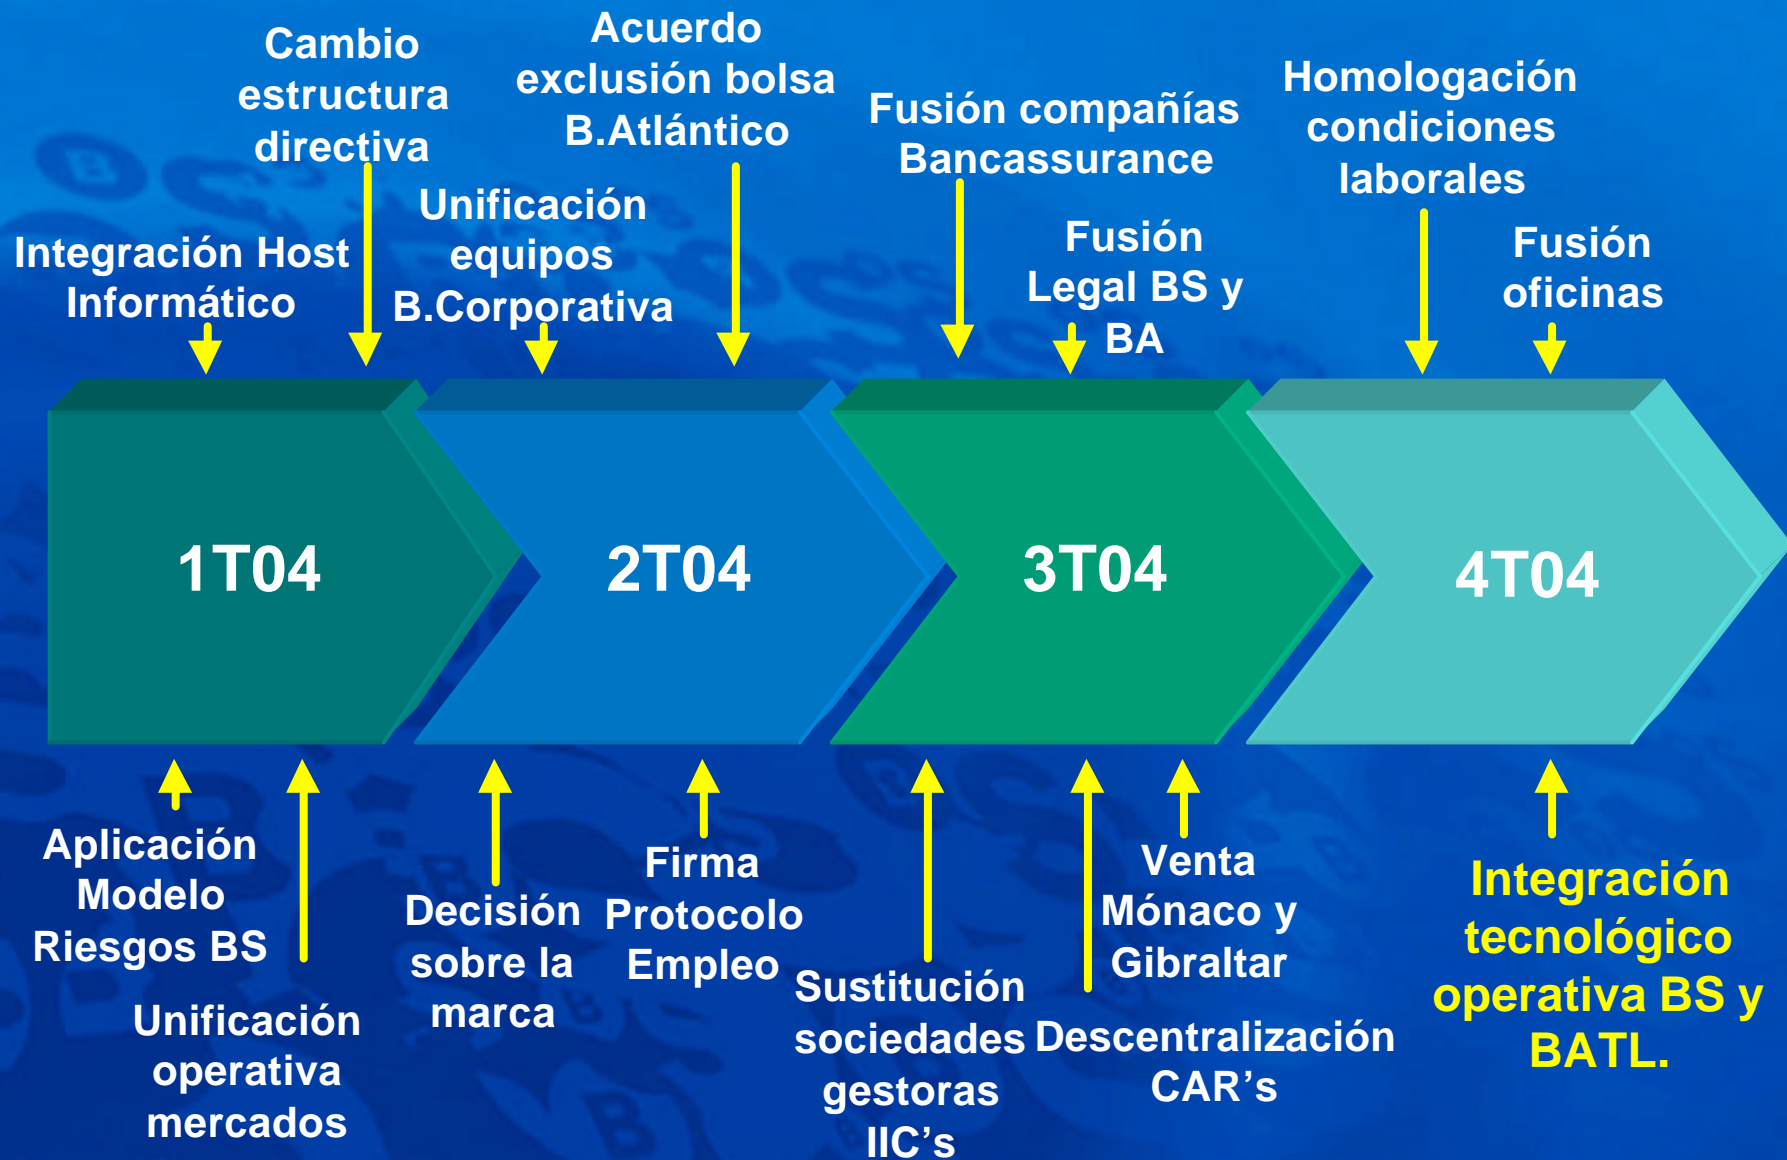 Cambio
estructura
directiva
Acuerdo
exclusión bolsa
B.Atlántico
Fusión compañías
Bancassurance
Homologación
condiciones
laborales
Integración Host
Informático
Unificación
equipos
B.Corporativa
Fusión
Legal BS y
BA
Fusión
oficinas
1T04
2T04
3T04
4T04
Aplicación
Modelo
Riesgos BS
Unificación
operativa
mercados
Decisión
sobre la
marca
Firma
Protocolo
Empleo
Sustitución
sociedades
gestoras
IIC's
Venta
Mónaco y
Gibraltar
Descentralización
CAR's
Integración
tecnológico
operativa BS y
BATL.